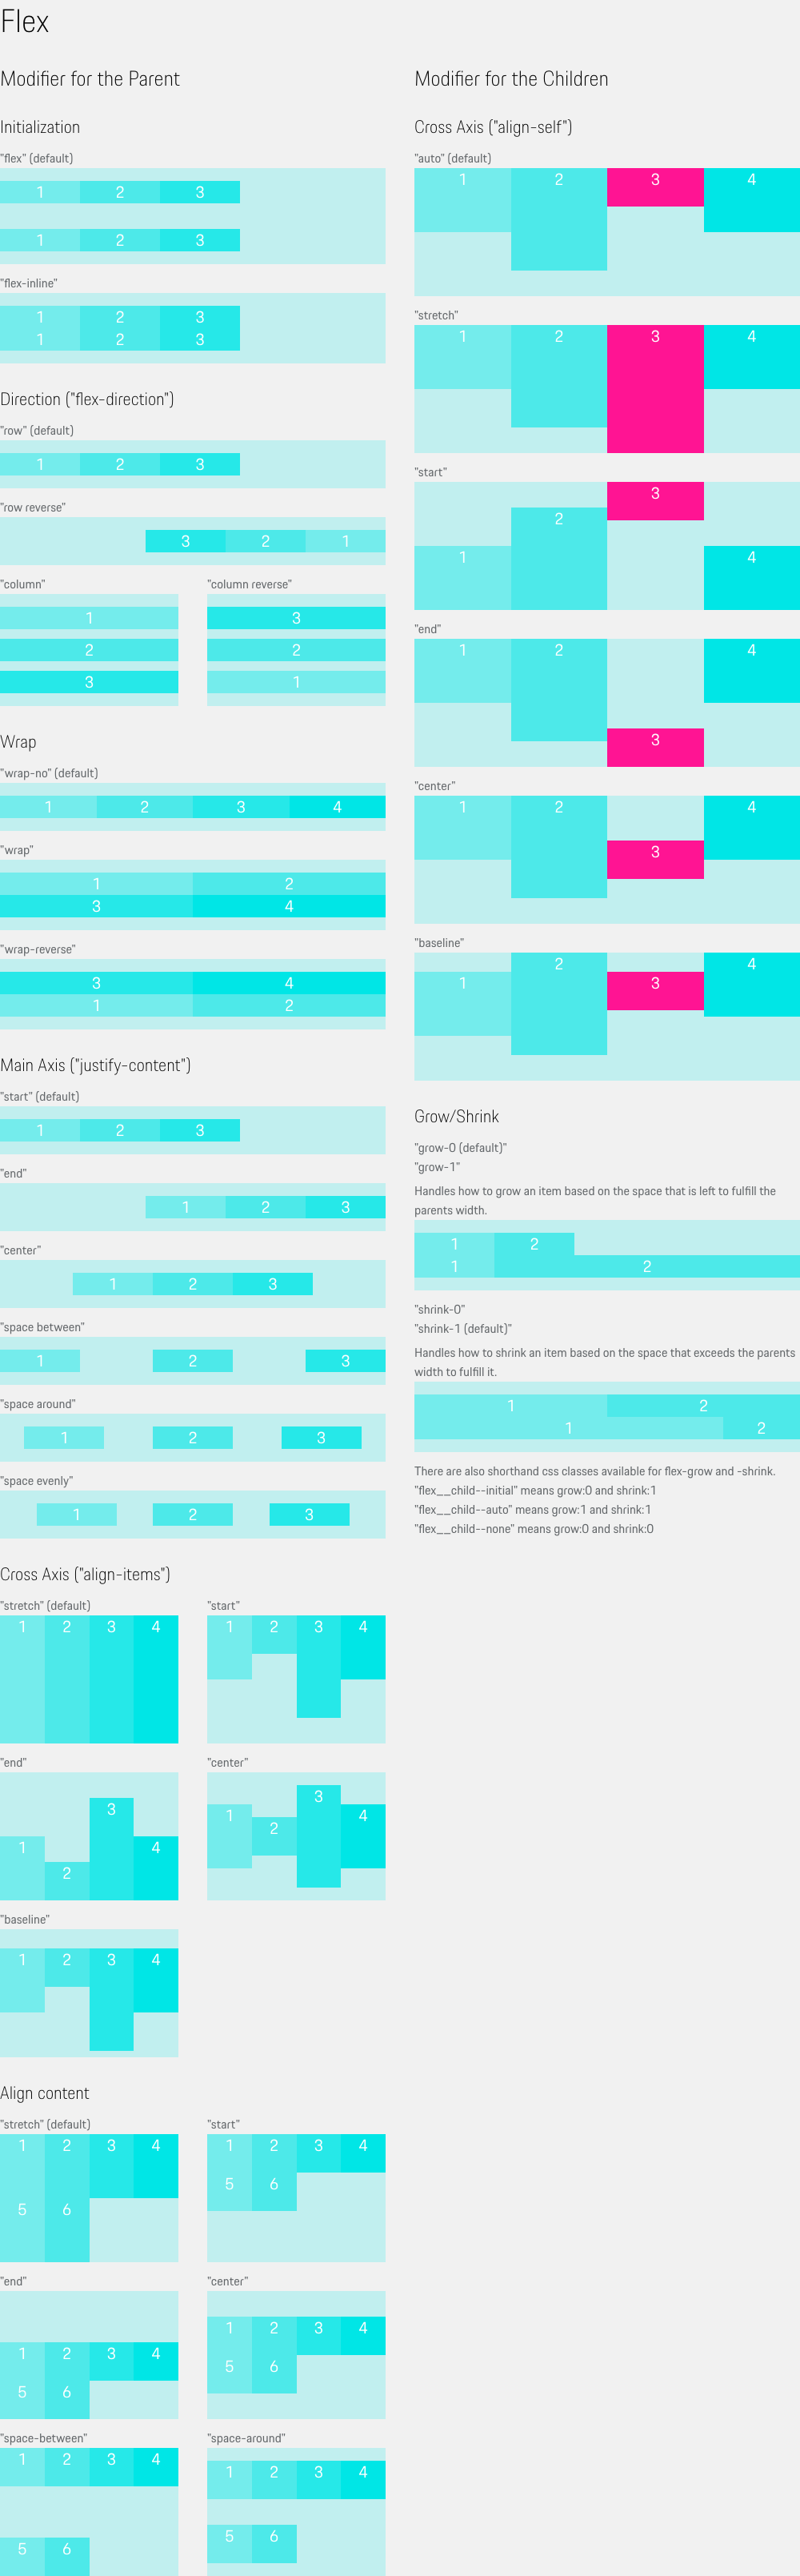 Flex
Modifier for the Parent
Initialization
"flex" (default)
1 2 3
1 2 3
"flex-inline"
1 2 3
1 2 3
Direction ("flex-direction")
"row" (default)
1 2 3
"row reverse"
3 2 1
"column"
1
2
3
"column reverse"
3
2
1
Wrap
"wrap-no" (default)
1 2 3 4
"wrap"
1 2
3 4
"wrap-reverse"
3 4
1 2
Main Axis ("justify-content")
"start" (default)
1 2 3
"end"
1 2 3
"center"
1 2 3
"space between"
1 2 3
"space around"
1 2 3
"space evenly"
1 2 3
Cross Axis ("align-items")
"stretch" (default)
1 2 3 4
"start"
1 2 3 4
"end"
3
1 4
2
"center"
3
1 4
2
"baseline"
1 2 3 4
Align content
"stretch" (default)
1 2 3 4
5 6
"start"
1 2 3 4
5 6
"end"
1 2 3 4
5 6
"center"
1 2 3 4
5 6
"space-between"
1 2 3 4
5 6
"space-around"
1 2 3 4
5 6
Modifier for the Children
Cross Axis ("align-self")
"auto" (default)
1 2 3 4
"stretch"
1 2 3 4
"start"
3
2
1 4
"end"
1 2 4
3
"center"
1 2 4
3
"baseline"
2 4
1 3
Grow/Shrink
"grow-0 (default)"
"grow-1"
Handles how to grow an item based on the space that is left to fulfill the
parents width.
1 2
1 2
"shrink-0"
"shrink-1 (default)"
Handles how to shrink an item based on the space that exceeds the parents
width to fulfill it.
1 2
1 2
There are also shorthand css classes available for flex-grow and -shrink.
"flex__child--initial" means grow:0 and shrink:1
"flex__child--auto" means grow:1 and shrink:1
"flex__child--none" means grow:0 and shrink:0